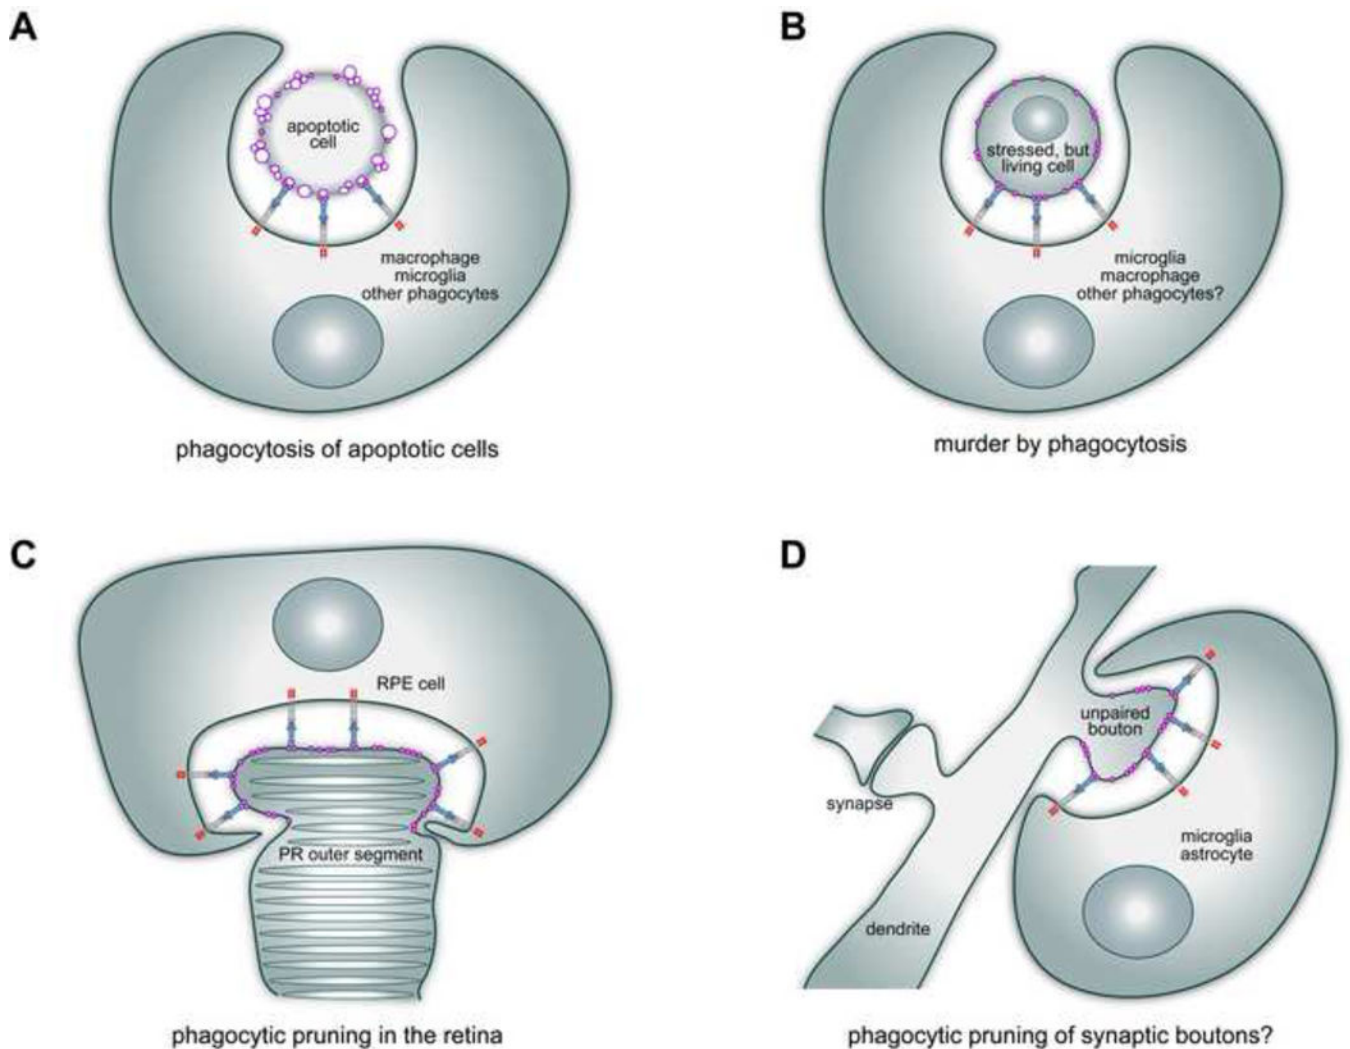 A
apoptotic
cell
macrophage
microglia
other phagocytes
phagocytosis of apoptotic cells
B
stressed, but
living cell
microglia
macrophage
other phagocytes?
murder by phagocytosis
C
RPE cell
PR outer segment
phagocytic pruning in the retina
D
unpaired
bouton
synapse
microglia
astrocyte
dendrite
phagocytic pruning of synaptic boutons?